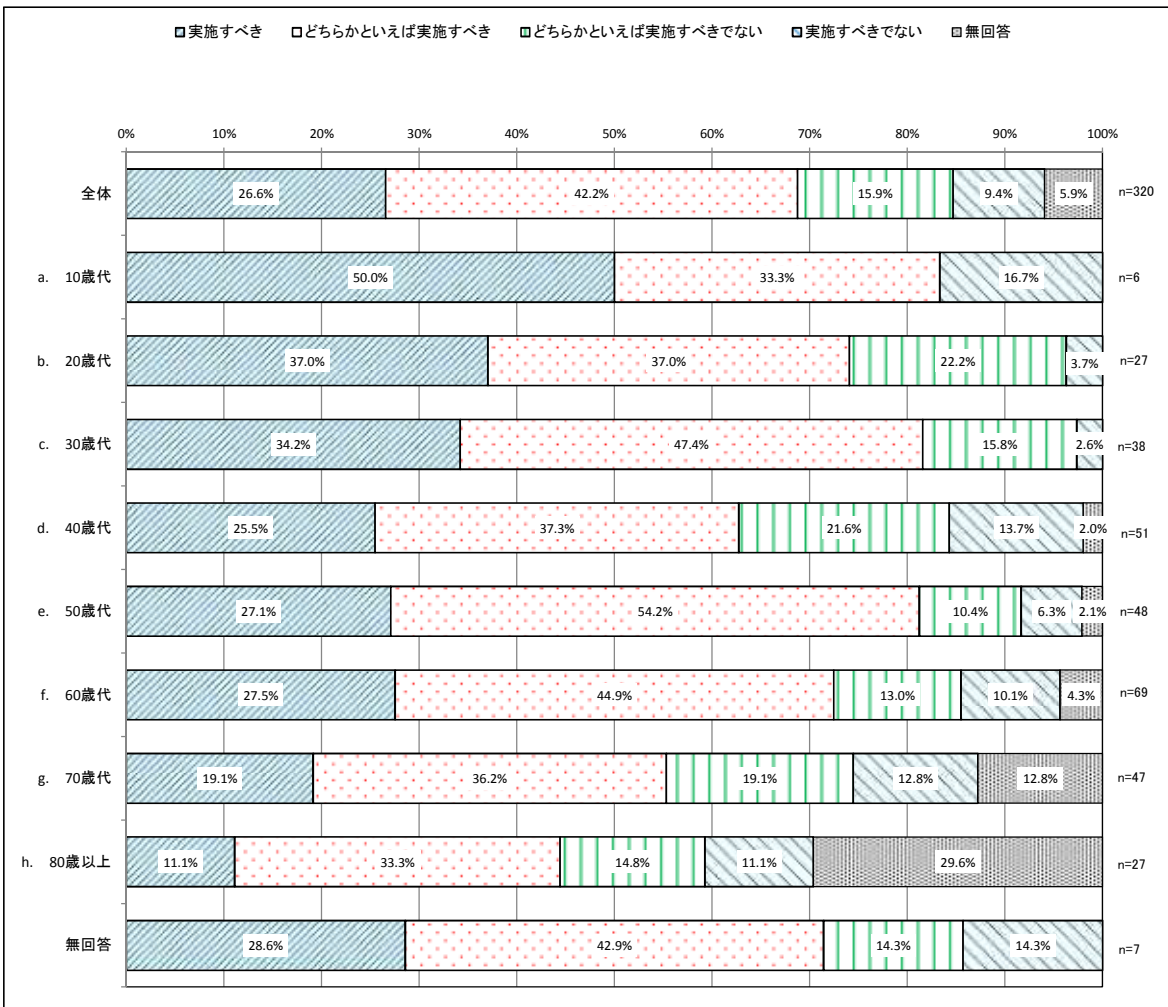 実施すべき どちらかといえば実施すべき どちらかといえば実施すべきでない 実施すべきでない 無回答
0% 10% 20% 30% 40% 50% 60% 70% 80% 90% 100%
全体 26.6% 42.2% 15.9% 9.4% 5.9% n=320
a. 10歳代 50.0% 33.3% 16.7% n=6
b. 20歳代 37.0% 37.0% 22.2% 3.7% n=27
c. 30歳代 34.2% 47.4% 15.8% 2.6% n=38
d. 40歳代 25.5% 37.3% 21.6% 13.7% 2.0% n=51
e. 50歳代 27.1% 54.2% 10.4% 6.3% 2.1% n=48
f. 60歳代 27.5% 44.9% 13.0% 10.1% 4.3% n=69
g. 70歳代 19.1% 36.2% 19.1% 12.8% 12.8% n=47
h. 80歳以上 11.1% 33.3% 14.8% 11.1% 29.6% n=27
無回答 28.6% 42.9% 14.3% 14.3% n=7